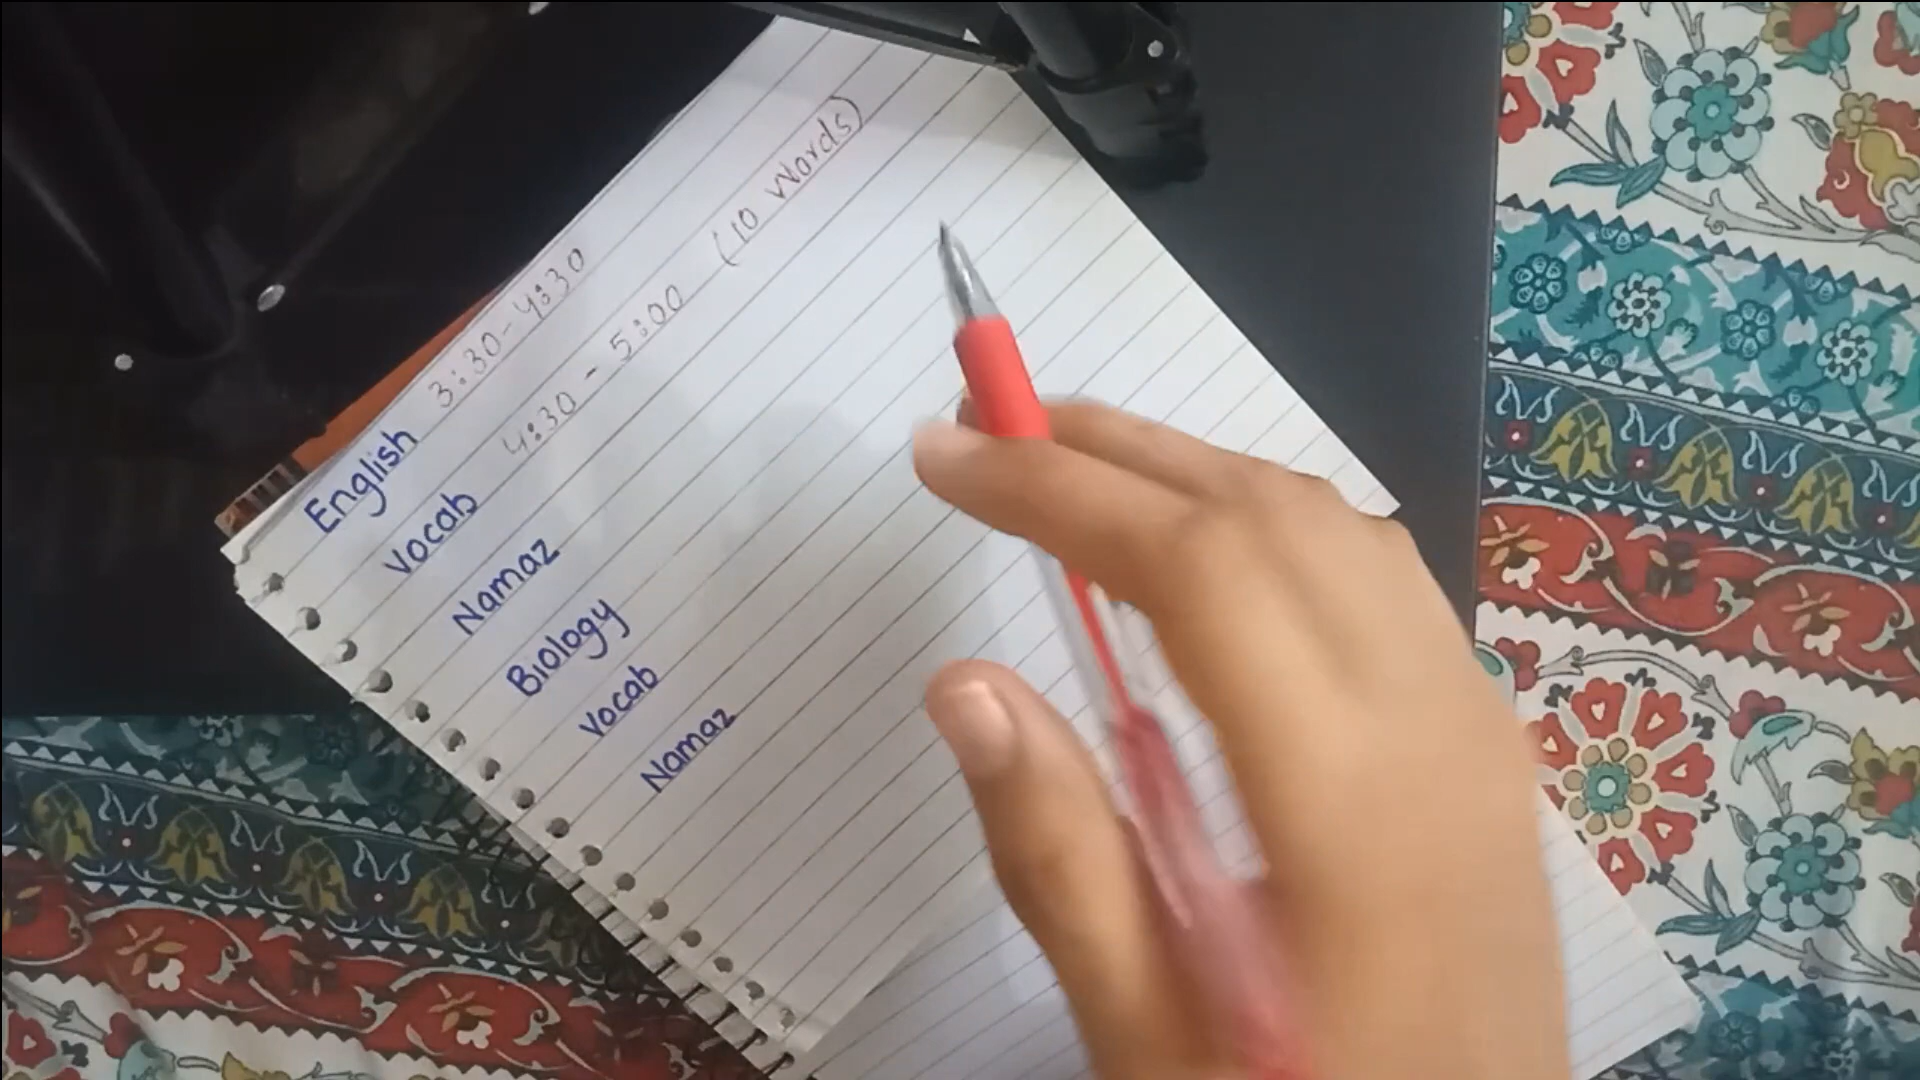 English 3:30-4:30
Vocab 4:30 - 5:00 (10 Words)
Namaz
Biology
Vocab
Namaz